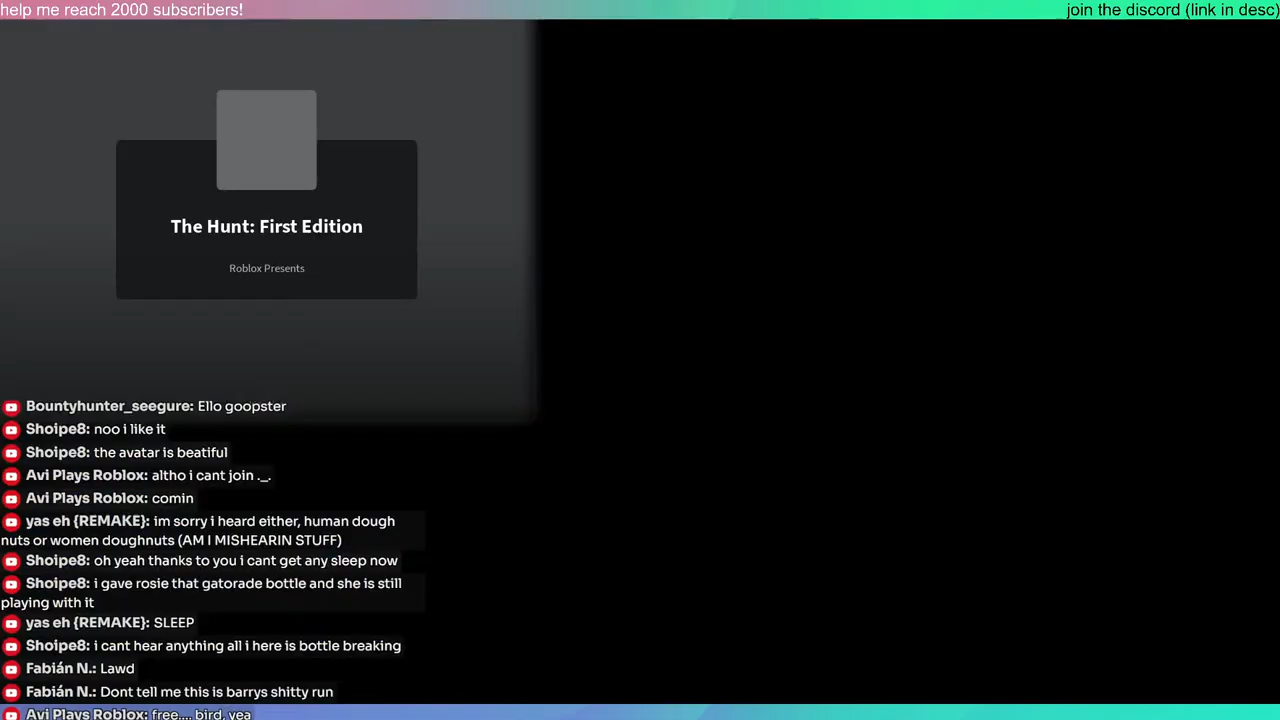 help me reach 2000 subscribers!
join the discord (link in desc)
The Hunt: First Edition
Roblox Presents
Bountyhunter_seegure: Ello goopster
Shoipe8: noo i like it
Shoipe8: the avatar is beatiful
Avi Plays Roblox: altho i cant join ._.
Avi Plays Roblox: comin
yas eh {REMAKE}: im sorry i heard either, human dough
nuts or women doughnuts (AM I MISHEARIN STUFF)
Shoipe8: oh yeah thanks to you i cant get any sleep now
Shoipe8: i gave rosie that gatorade bottle and she is still
playing with it
yas eh {REMAKE}: SLEEP
Shoipe8: i cant hear anything all i here is bottle breaking
Fabián N.: Lawd
Fabián N.: Dont tell me this is barrys shitty run
Avi Plays Roblox: free.... bird, yea